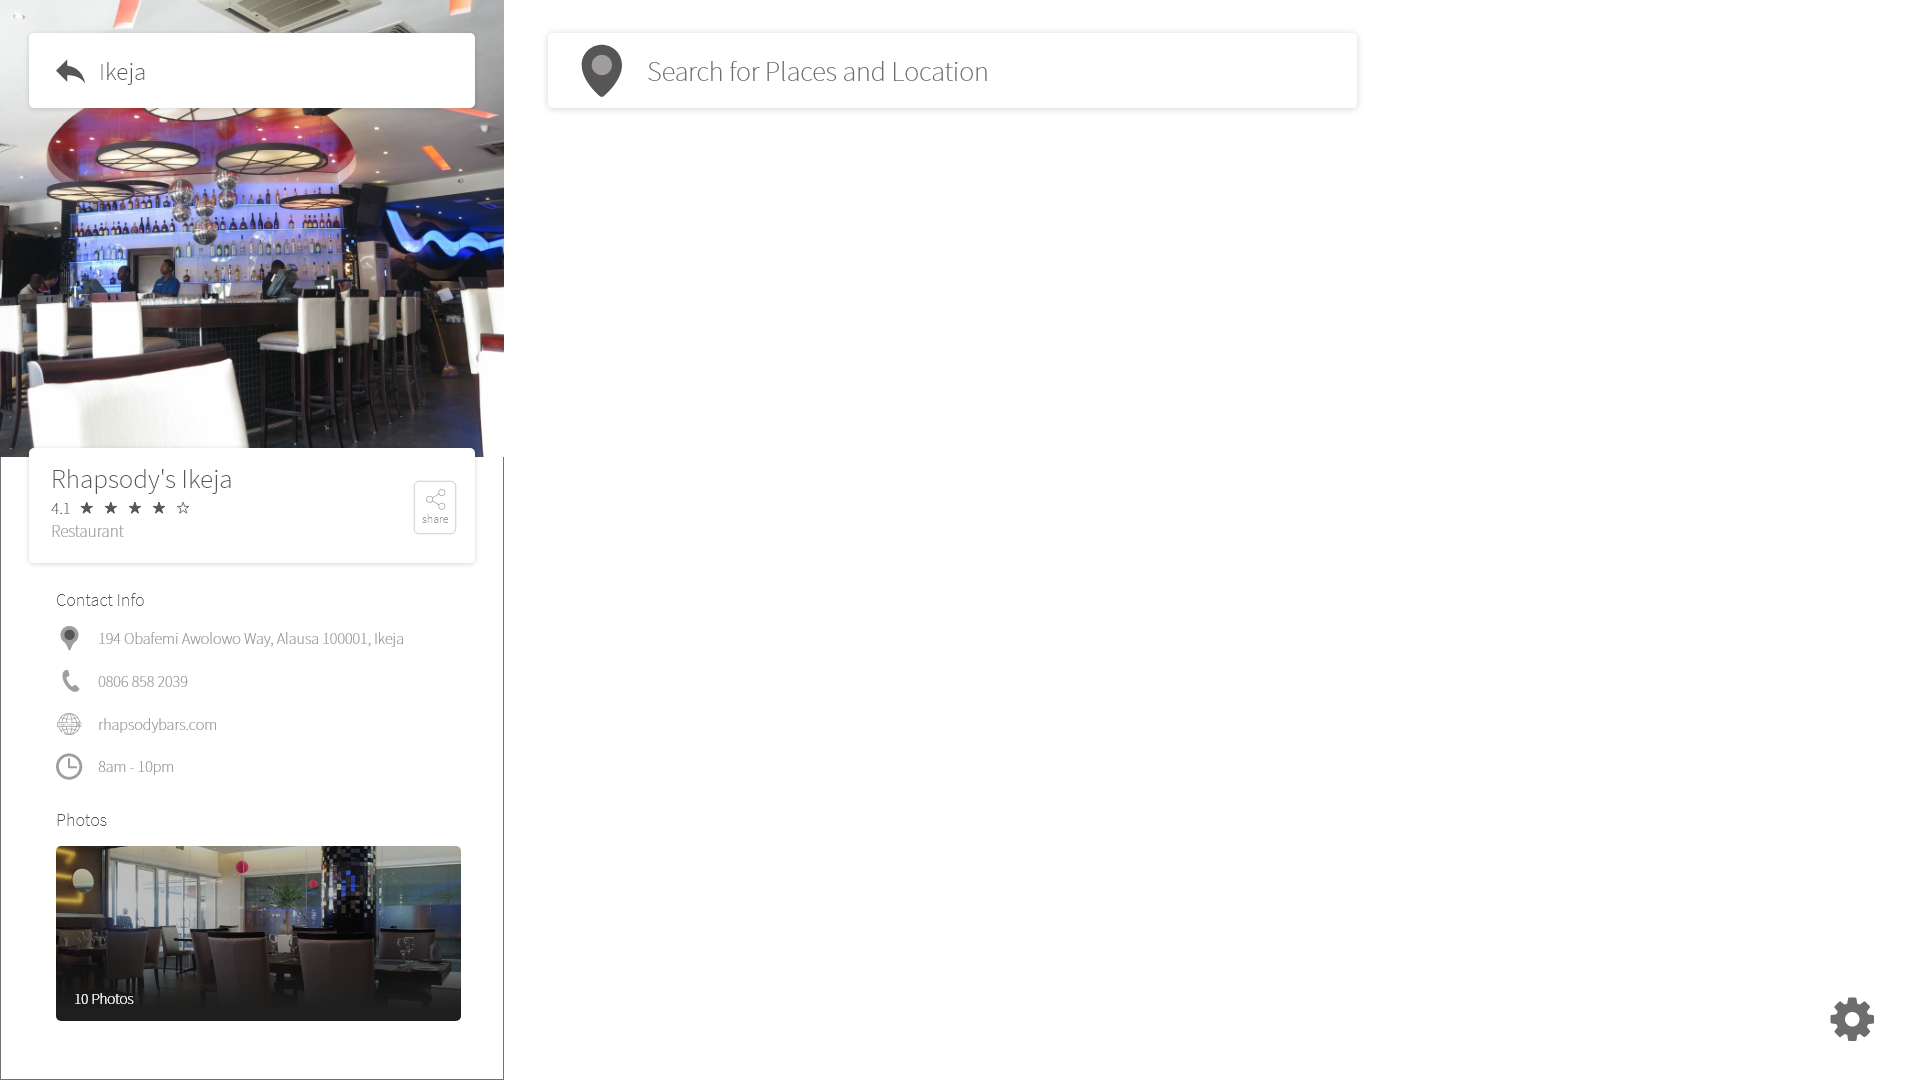 Ikeja
Search for Places and Location
Rhapsody's Ikeja
4.1
Restaurant
share
Contact Info
194 Obafemi Awolowo Way, Alausa 100001, Ikeja
0806 858 2039
rhapsodybars.com
8am - 10pm
Photos
10 Photos